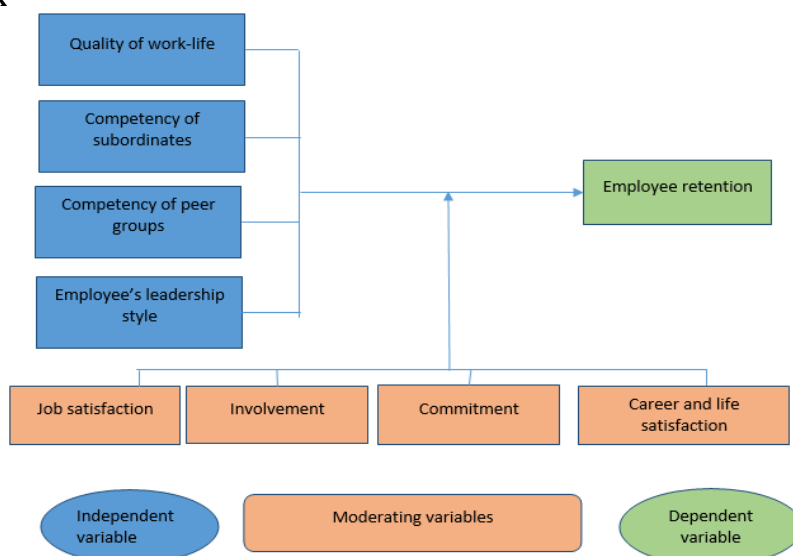 Quality of work-life
Competency of
subordinates
Competency of peer
groups
Employee retention
Employee’s leadership
style
Job satisfaction
Involvement
Commitment
Career and life
satisfaction
Independent
variable
Moderating variables
Dependent
variable